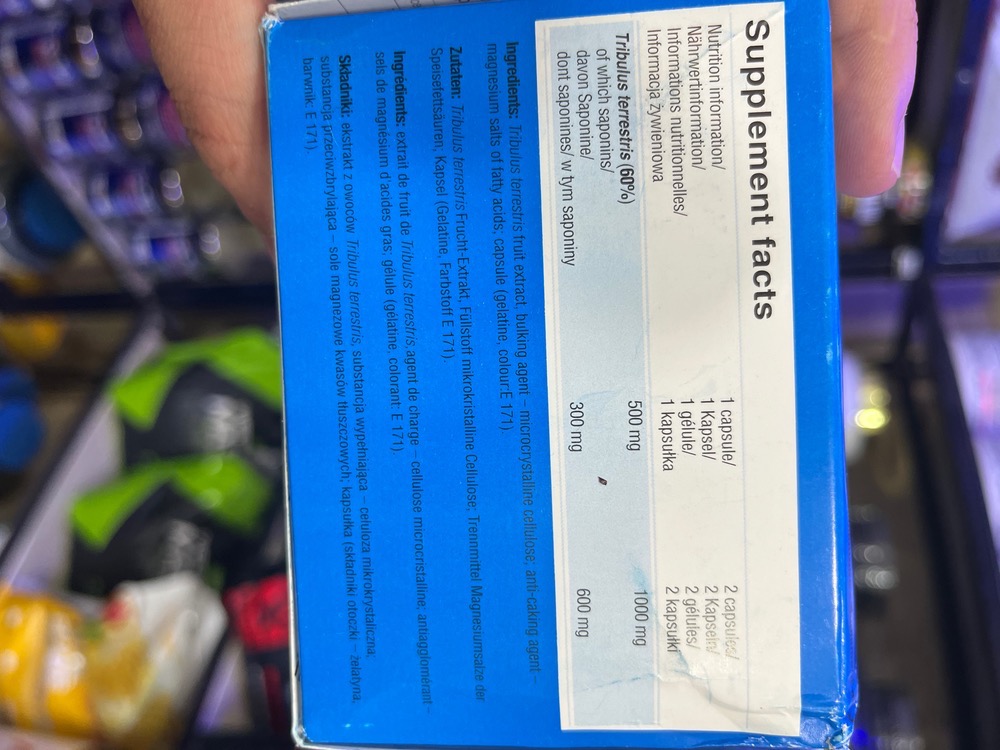 Supplement facts
Nutrition information/
Nährwertinformation/
Informations nutritionnelles/
Informacja żywieniowa
1 capsule/
1 Kapsel/
1 gélule/
1 kapsułka
2 capsules/
2 Kapseln/
2 gélules/
2 kapsułki
Tribulus terrestris (60%) 500 mg 1000 mg
of which saponins/
davon Saponine/
dont saponines/ w tym saponiny 300 mg 600 mg
Ingredients: Tribulus terrestris fruit extract, bulking agent – microcrystalline cellulose; anti-caking agent –
magnesium salts of fatty acids; capsule (gelatine, colour:E 171).
Zutaten: Tribulus terrestris Frucht-Extrakt, Füllstoff mikrokristalline Cellulose; Trennmittel Magnesiumsalze der
Speisefettsäuren, Kapsel (Gelatine, Farbstoff E 171).
Ingrédients: extrait de fruit de Tribulus terrestris, agent de charge – cellulose microcristalline; antiagglomérant –
sels de magnésium d'acides gras; gélule (gélatine, colorant: E 171).
Składniki: ekstrakt z owoców Tribulus terrestris, substancja wypełniająca – celuloza mikrokrystaliczna;
substancja przeciwzbrylająca – sole magnezowe kwasów tłuszczowych; kapsułka (składniki otoczki – żelatyna,
barwnik: E 171).